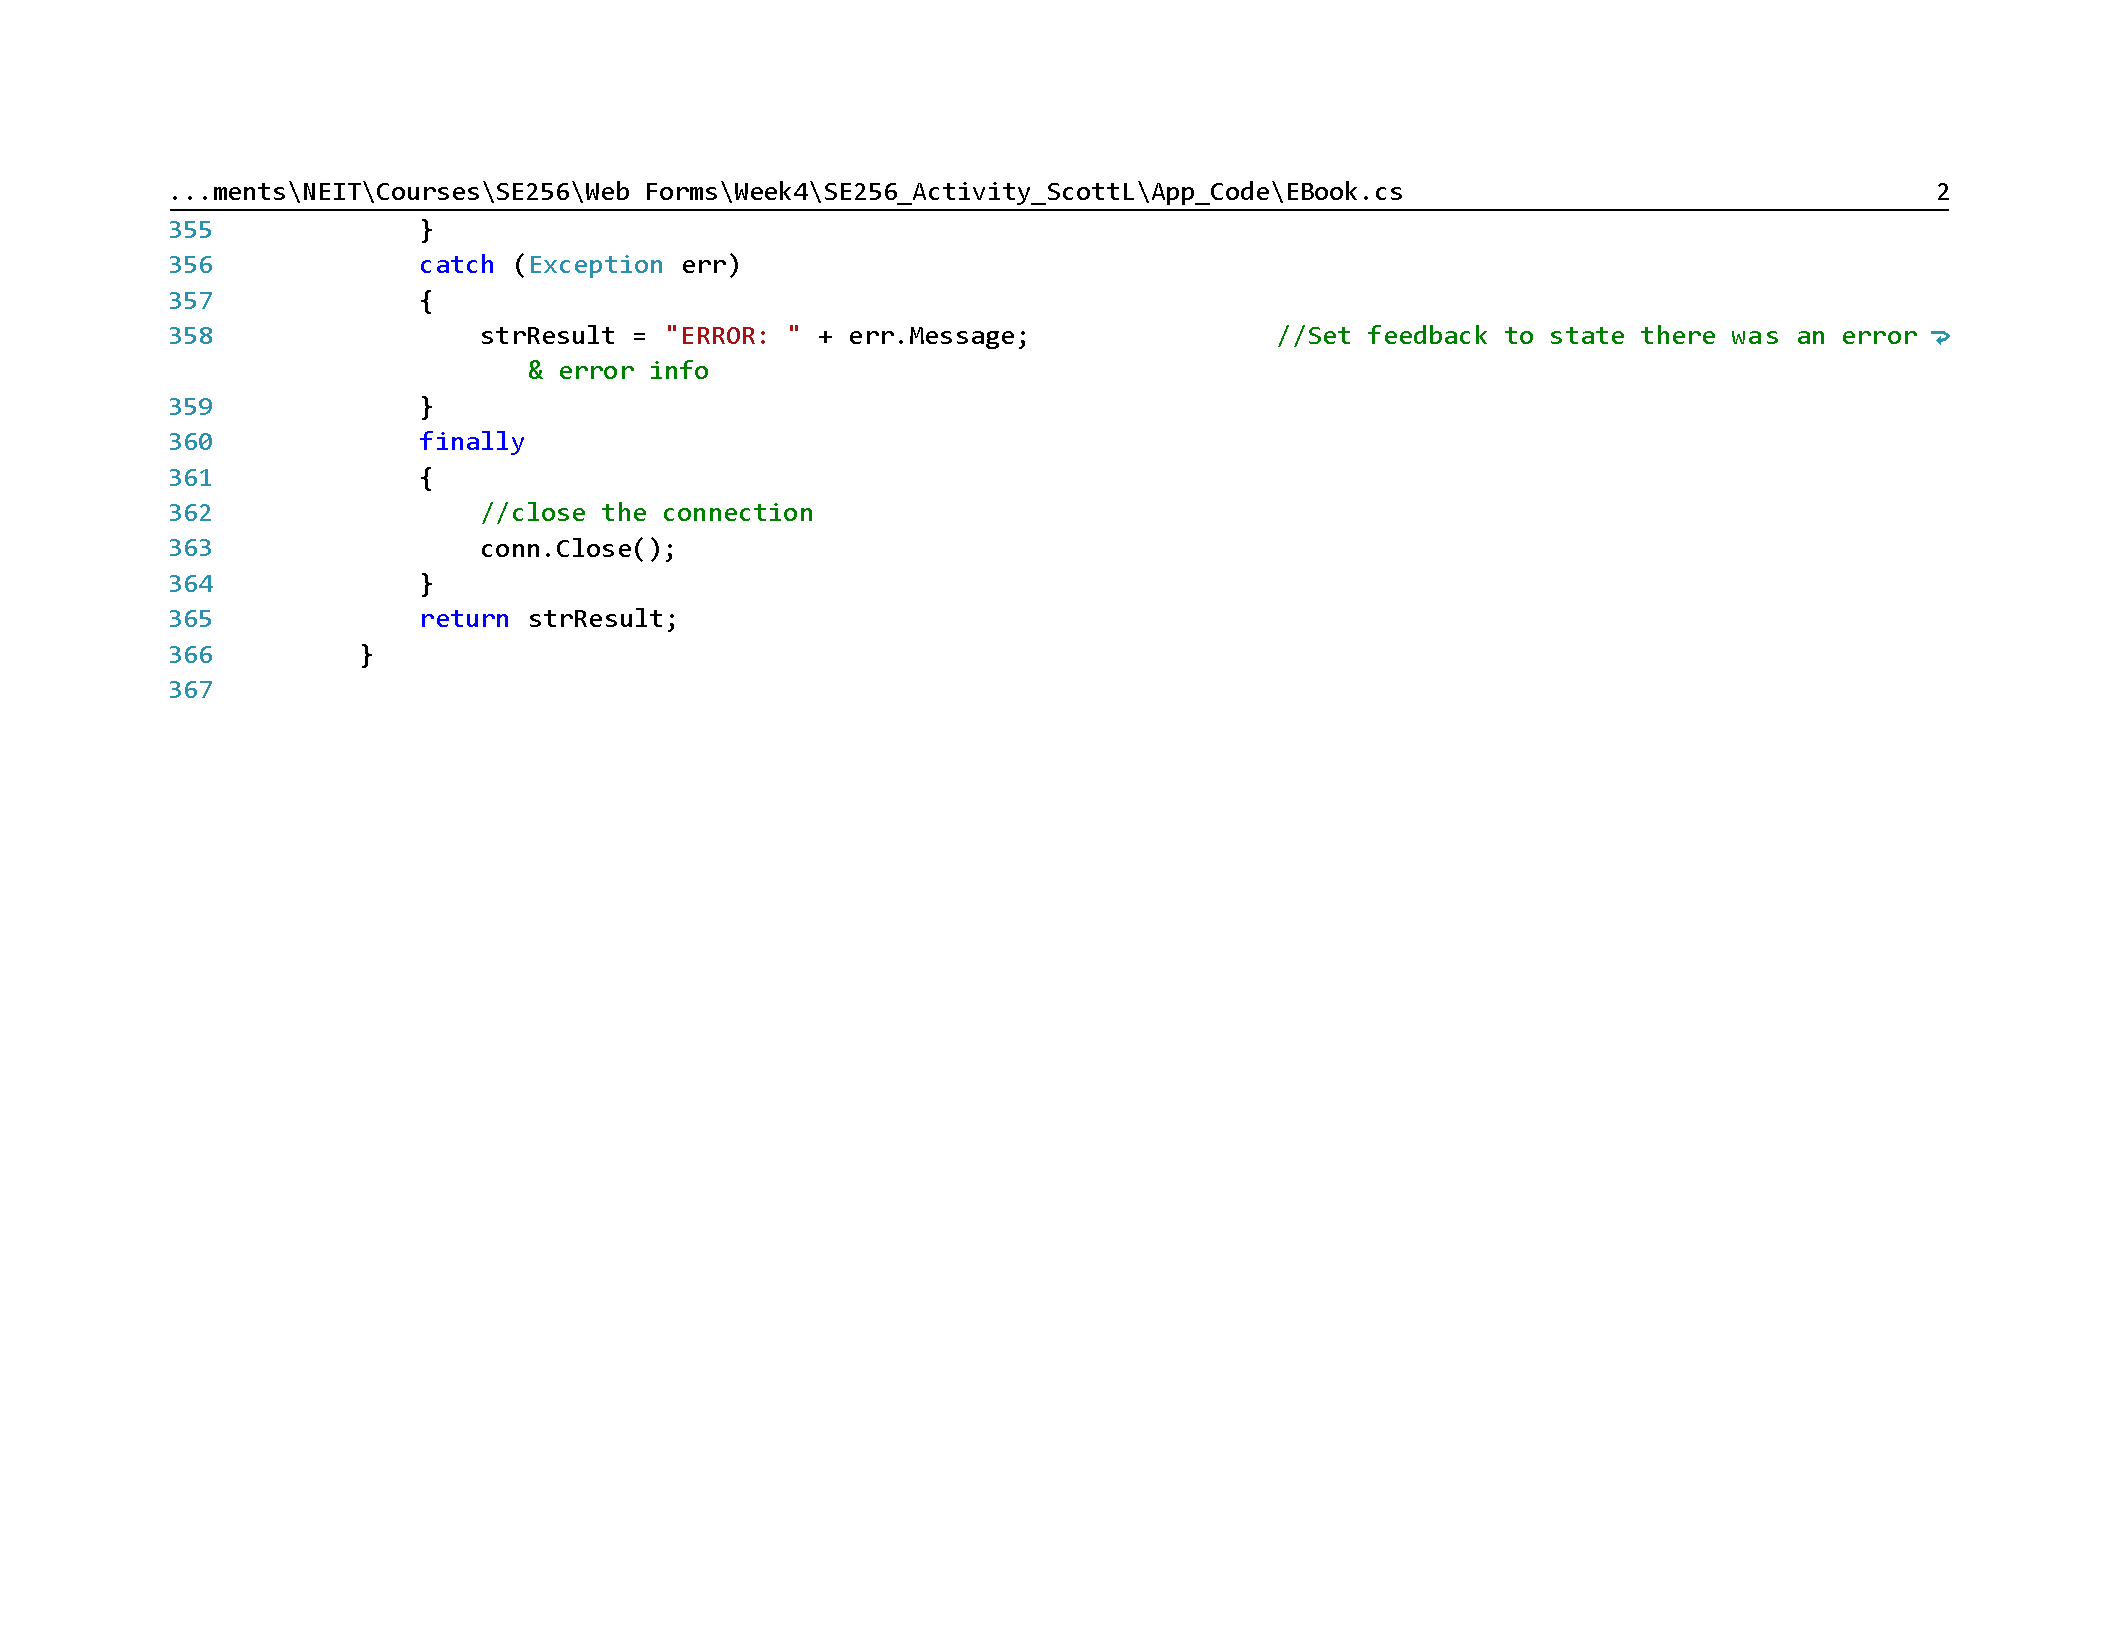 ...ments\NEIT\Courses\SE256\Web Forms\Week4\SE256_Activity_ScottL\App_Code\EBook.cs 2
355 }
356 catch (Exception err)
357 {
358 strResult = "ERROR: " + err.Message; //Set feedback to state there was an error
& error info
359 }
360 finally
361 {
362 //close the connection
363 conn.Close();
364 }
365 return strResult;
366 }
367